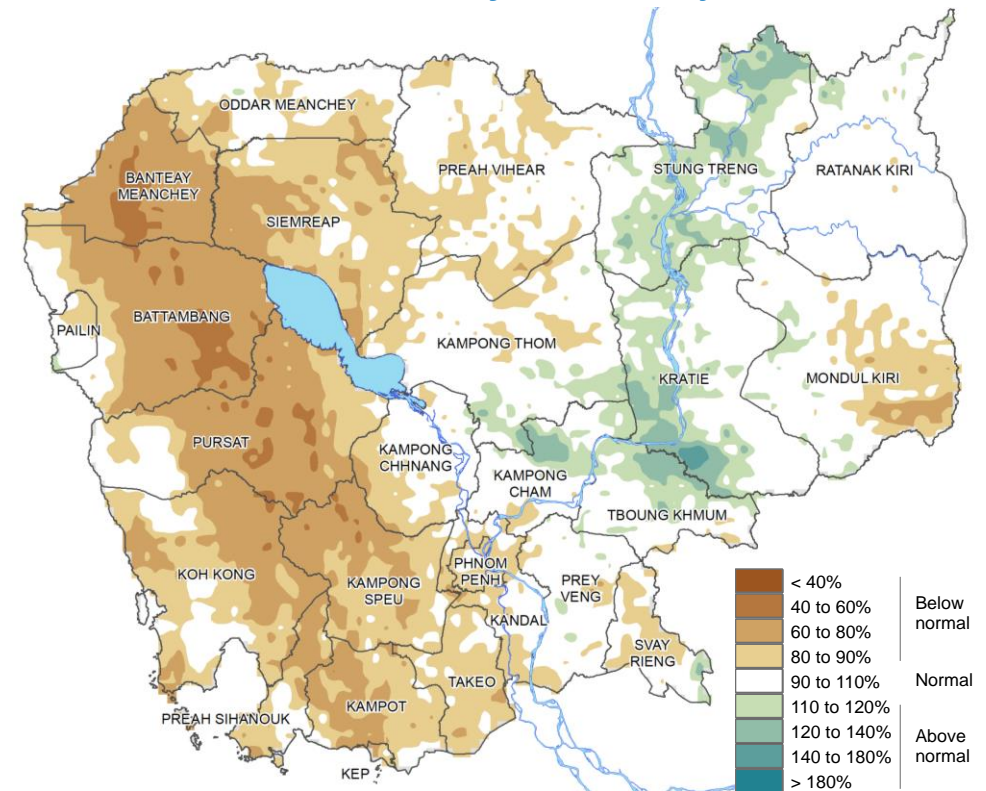 ODDAR MEANCHEY
BANTEAY
MEANCHEY
PREAH VIHEAR
STUNG TRENG
RATANAK KIRI
SIEMREAP
BATTAMBANG
PAILIN
KAMPONG THOM
KRATIE
MONDUL KIRI
PURSAT
KAMPONG
CHHNANG
KAMPONG
CHAM
TBOUNG KHMUM
KOH KONG
KAMPONG
SPEU
PHNOM
PENH
PREY
VENG
KANDAL
SVAY
RIENG
TAKEO
KAMPOT
PREAH SIHANOUK
KEP
< 40%
40 to 60%
60 to 80%
80 to 90%
90 to 110%
110 to 120%
120 to 140%
140 to 180%
> 180%
Below
normal
Normal
Above
normal